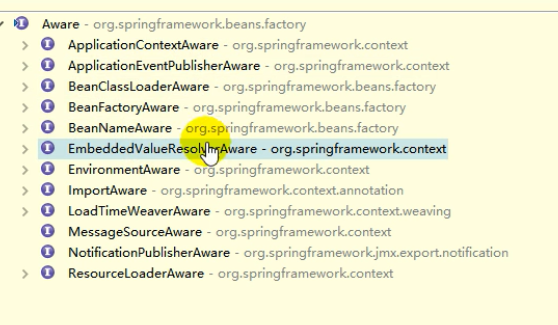 Aware - org.springframework.beans.factory
ApplicationContextAware - org.springframework.context
ApplicationEventPublisherAware - org.springframework.context
BeanClassLoaderAware - org.springframework.beans.factory
BeanFactoryAware - org.springframework.beans.factory
BeanNameAware - org.springframework.beans.factory
EmbeddedValueResolverAware - org.springframework.context
EnvironmentAware - org.springframework.context
ImportAware - org.springframework.context.annotation
LoadTimeWeaverAware - org.springframework.context.weaving
MessageSourceAware - org.springframework.context
NotificationPublisherAware - org.springframework.jmx.export.notification
ResourceLoaderAware - org.springframework.context